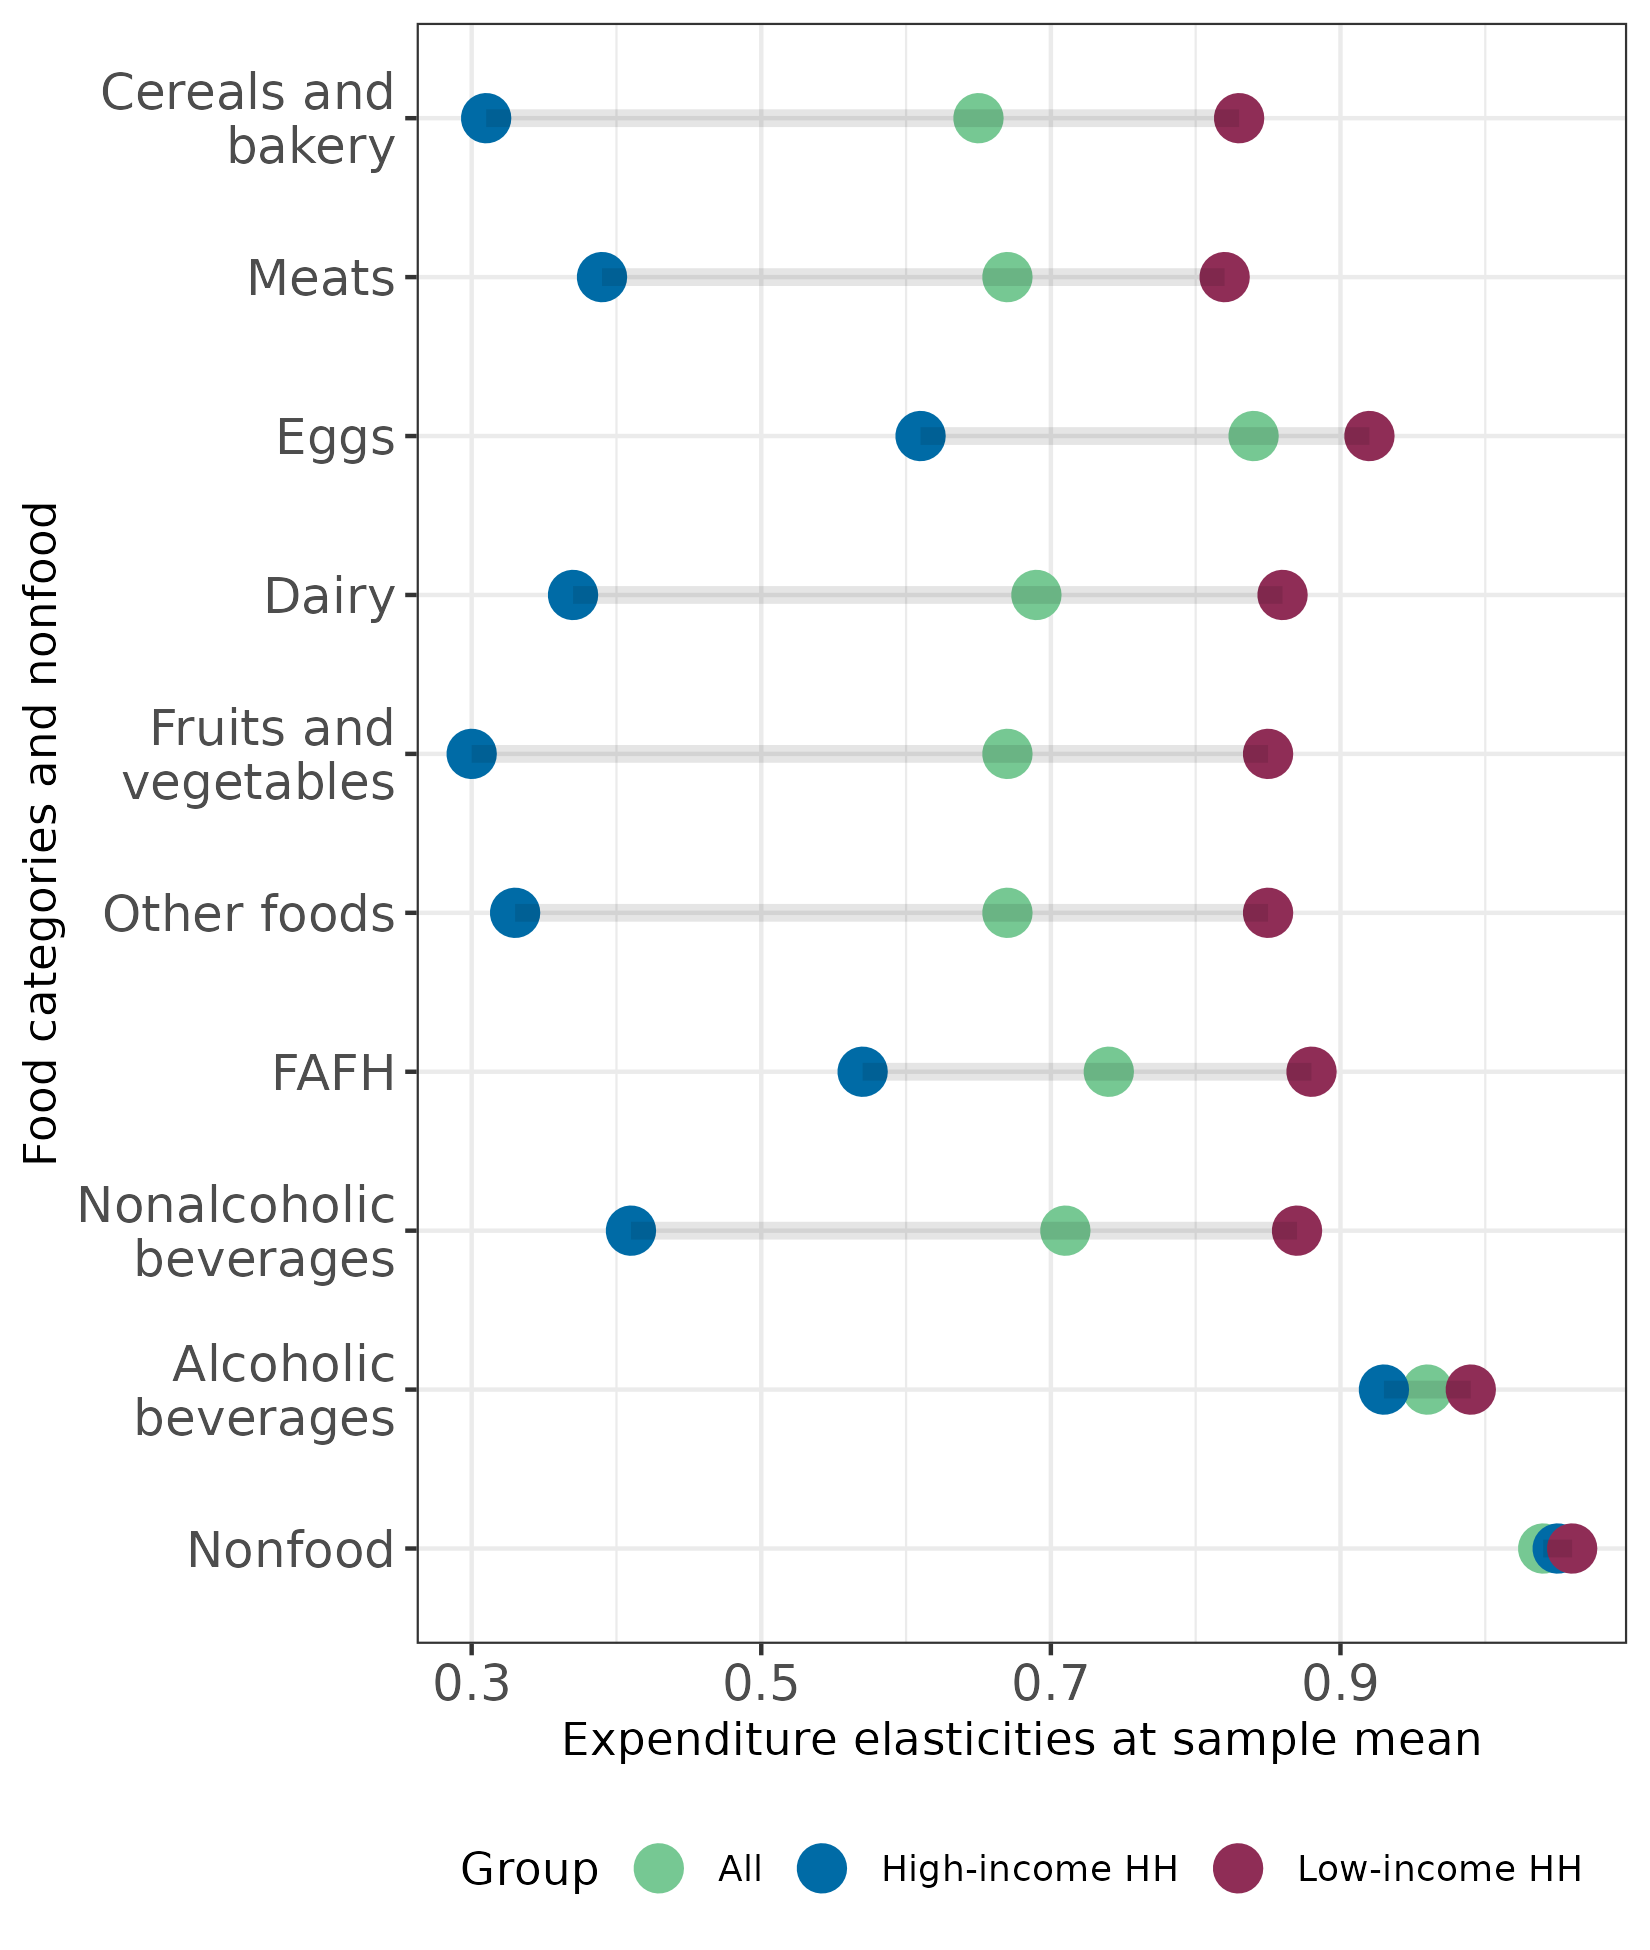 Cereals and
bakery
Meats
Eggs
Dairy
Fruits and
vegetables
Other foods
FAFH
Nonalcoholic
beverages
Alcoholic
beverages
Nonfood
Food categories and nonfood
0.3 0.5 0.7 0.9
Expenditure elasticities at sample mean
Group All High-income HH Low-income HH